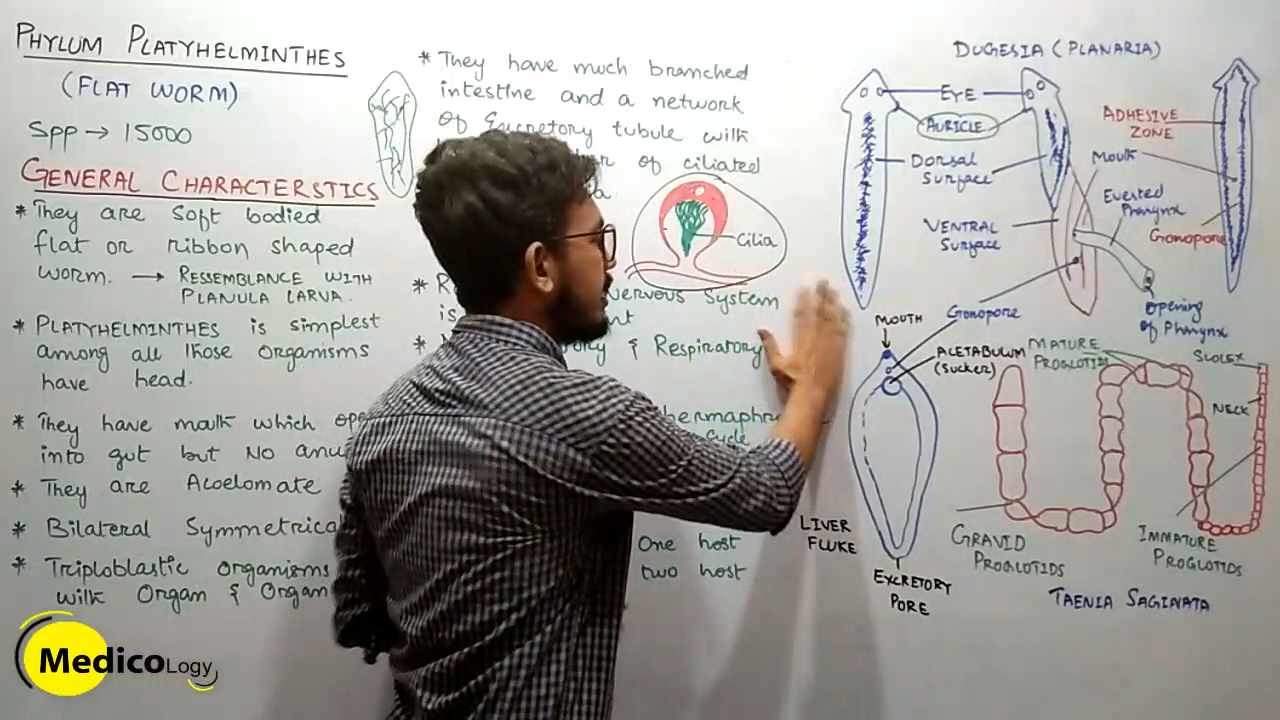 PHYLUM PLATYHELMINTHES
(FLAT WORM)
Spp → 15000
GENERAL CHARACTERSTICS
* They are soft bodied
flat or ribbon shaped
worm. → RESSEMBLANCE WITH
PLANULA LARVA.
* PLATYHELMINTHES is simplest
among all those organisms
have head.
* They have mouth which
into gut but NO
* They are Acoelomate
* Bilateral Symmetrical
* Triploblastic organisms
with Organ & Organ
* They have much branched
intestine and a network
of Excretory tubule with
of ciliated
Cilia
*
is nervous system
*
& Respiratory
Cycle
One host
two host
DUGESIA (PLANARIA)
EYE
AURICLE
Dorsal
Surface
VENTRAL
Surface
Gonopore
ADHESIVE
ZONE
Mouth
Everted
Pharynx
Gonopore
Opening
of Pharynx
MOUTH
ACETABULUM
(Sucker)
LIVER
FLUKE
EXCRETORY
PORE
MATURE
PROGLOTIDS
SCOLEX
NECK
GRAVID
PROGLOTIDS
IMMATURE
PROGLOTIDS
TAENIA SAGINATA
MedicoLogy